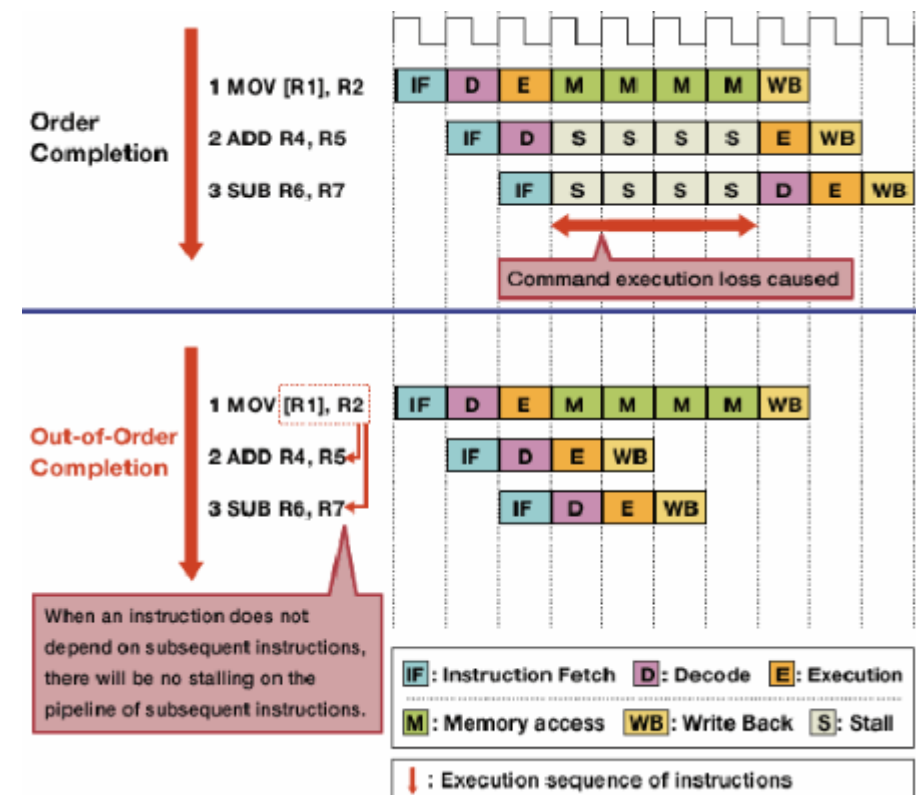 1 MOV [R1], R2 IF D E M M M M WB
Order
Completion
2 ADD R4, R5 IF D S S S S E WB
3 SUB R6, R7 IF S S S S D E WB
Command execution loss caused
1 MOV [R1], R2 IF D E M M M M WB
Out-of-Order
Completion
2 ADD R4, R5 IF D E WB
3 SUB R6, R7 IF D E WB
When an instruction does not
depend on subsequent instructions,
there will be no stalling on the
pipeline of subsequent instructions.
IF : Instruction Fetch D : Decode E : Execution
M : Memory access WB : Write Back S : Stall
: Execution sequence of instructions